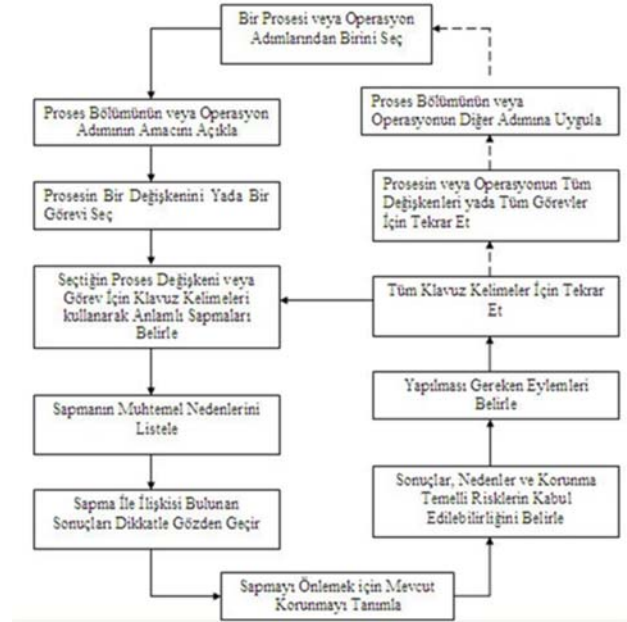 Bir Prosesi veya Operasyon
Adımlarından Birini Seç
Proses Bölümünün veya Operasyon
Adımının Amacını Açıkla
Prosesin Bir Değişkenini Yada Bir
Görevi Seç
Seçtiğin Proses Değişkeni veya
Görev İçin Klavuz Kelimeleri
kullanarak Anlamlı Sapmaları
Belirle
Sapmanın Muhtemel Nedenlerini
Listele
Sapma İle İlişkisi Bulunan
Sonuçları Dikkatle Gözden Geçir
Sapmayı Önlemek için Mevcut
Korunmayı Tanımla
Sonuçlar, Nedenler ve Korunma
Temelli Risklerin Kabul
Edilebilirliğini Belirle
Yapılması Gereken Eylemleri
Belirle
Tüm Klavuz Kelimeler İçin Tekrar
Et
Prosesin veya Operasyonun Tüm
Değişkenleri yada Tüm Görevler
İçin Tekrar Et
Proses Bölümünün veya
Operasyonun Diğer Adımına Uygula